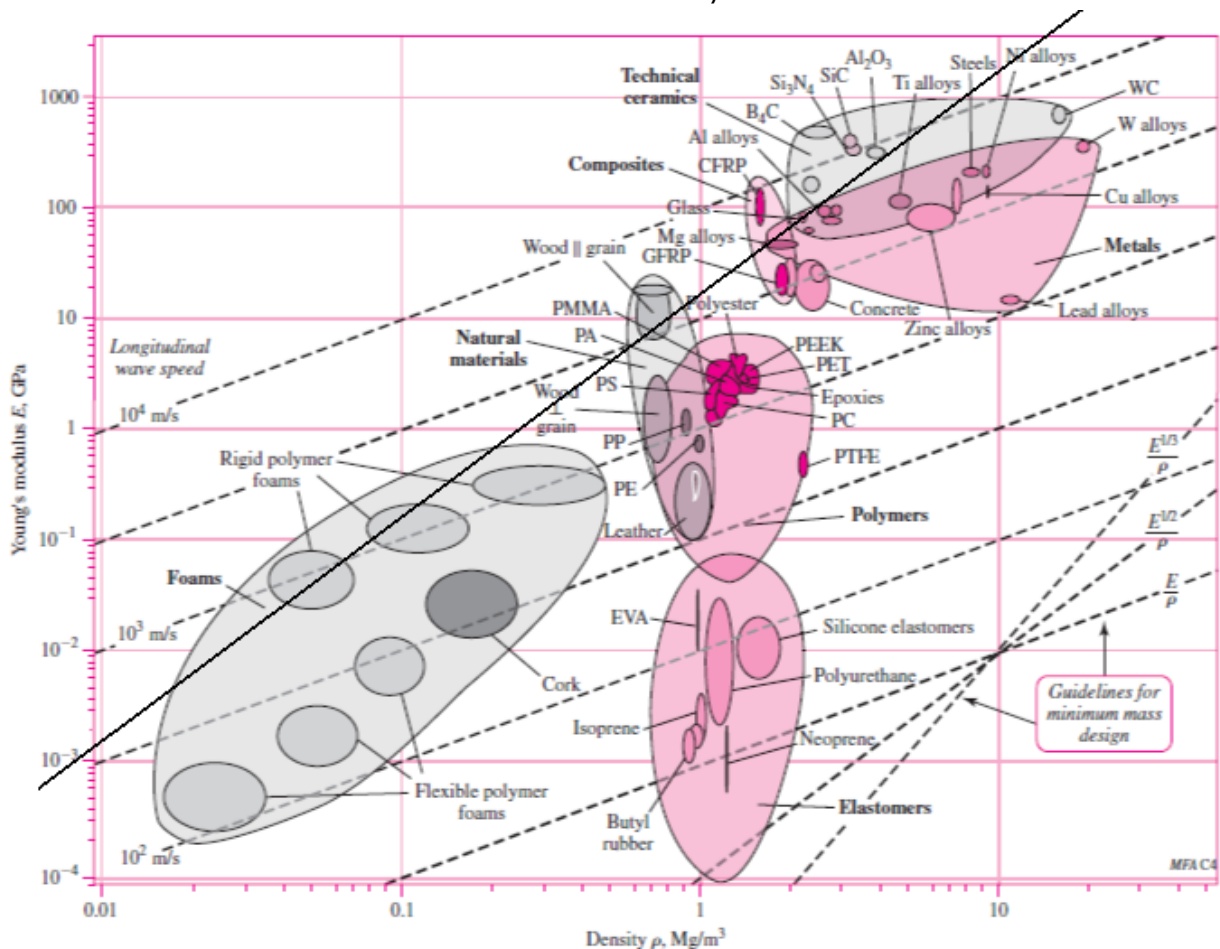 Technical
ceramics
Composites
CFRP
Al alloys
B₄C
Si₃N₄
SiC
Al₂O₃
Ti alloys
Steels
Ni alloys
WC
W alloys
Cu alloys
Metals
Glass
Mg alloys
GFRP
Wood || grain
Polyester
Concrete
Zinc alloys
Lead alloys
PMMA
PA
Natural
materials
PS
Wood
⊥
grain
PP
PE
Leather
PEEK
PET
Epoxies
PC
PTFE
Polymers
Longitudinal
wave speed
10⁴ m/s
Rigid polymer
foams
Foams
10³ m/s
Cork
Flexible polymer
foams
10² m/s
EVA
Silicone elastomers
Polyurethane
Isoprene
Neoprene
Butyl
rubber
Elastomers
E^1/3
ρ
E^1/2
ρ
E
ρ
Guidelines for
minimum mass
design
MFA C4
Young's modulus E, GPa
1000
100
10
1
10⁻¹
10⁻²
10⁻³
10⁻⁴
0.01
0.1
1
10
Density ρ, Mg/m³